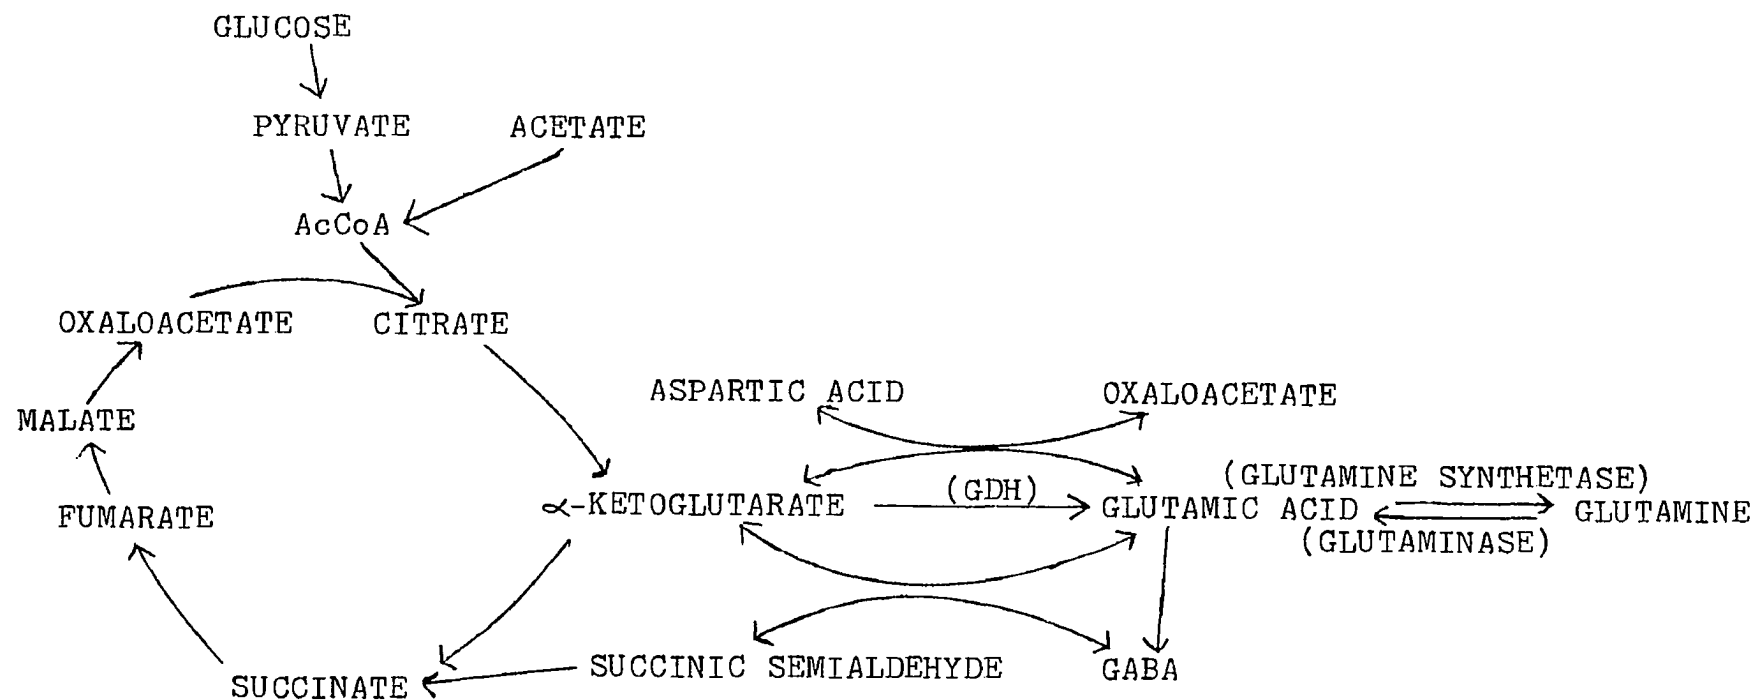 GLUCOSE
PYRUVATE ACETATE
AcCoA
OXALOACETATE CITRATE
ASPARTIC ACID OXALOACETATE
MALATE
(GLUTAMINE SYNTHETASE)
(GDH)
α-KETOGLUTARATE GLUTAMIC ACID GLUTAMINE
FUMARATE
(GLUTAMINASE)
SUCCINIC SEMIALDEHYDE GABA
SUCCINATE